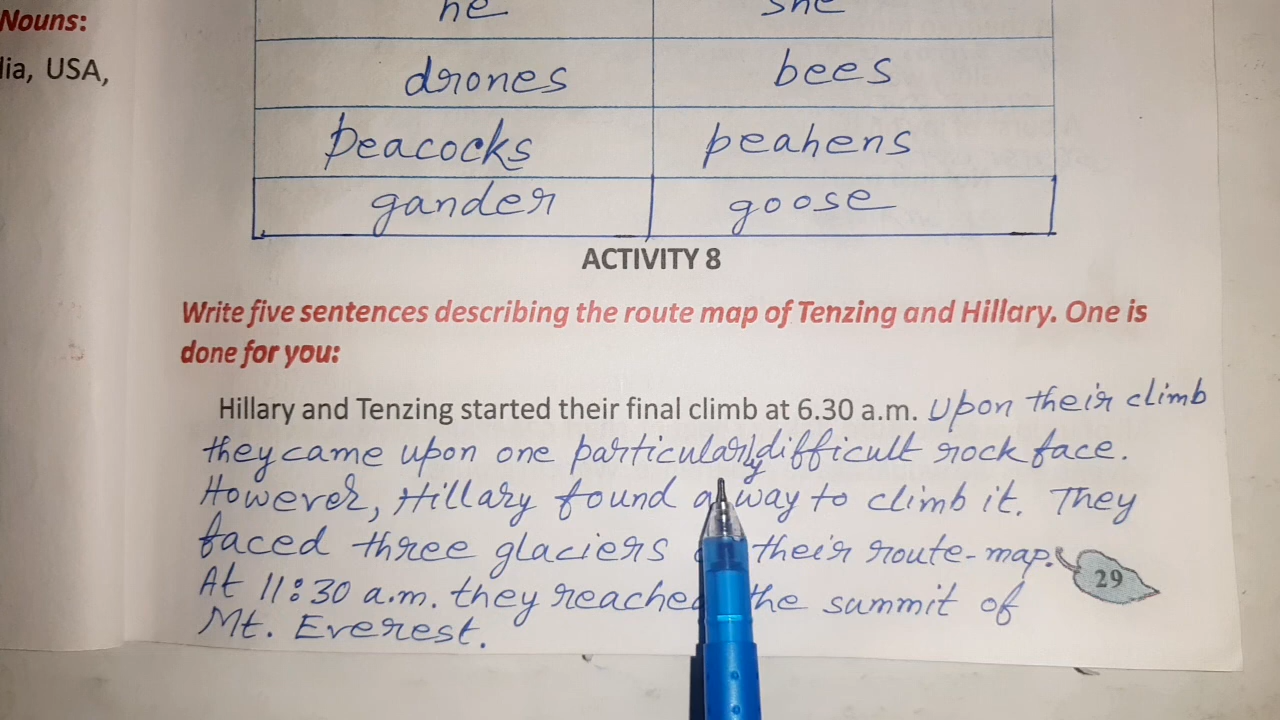 Nouns:
lia, USA,
he she
drones bees
Peacocks peahens
gander goose
ACTIVITY 8
Write five sentences describing the route map of Tenzing and Hillary. One is
done for you:
Hillary and Tenzing started their final climb at 6.30 a.m. Upon their climb
they came upon one particularly difficult rock face.
However, Hillary found a way to climb it. They
faced three glaciers their route-map.
At 11:30 a.m. they reached the summit of
Mt. Everest.
29